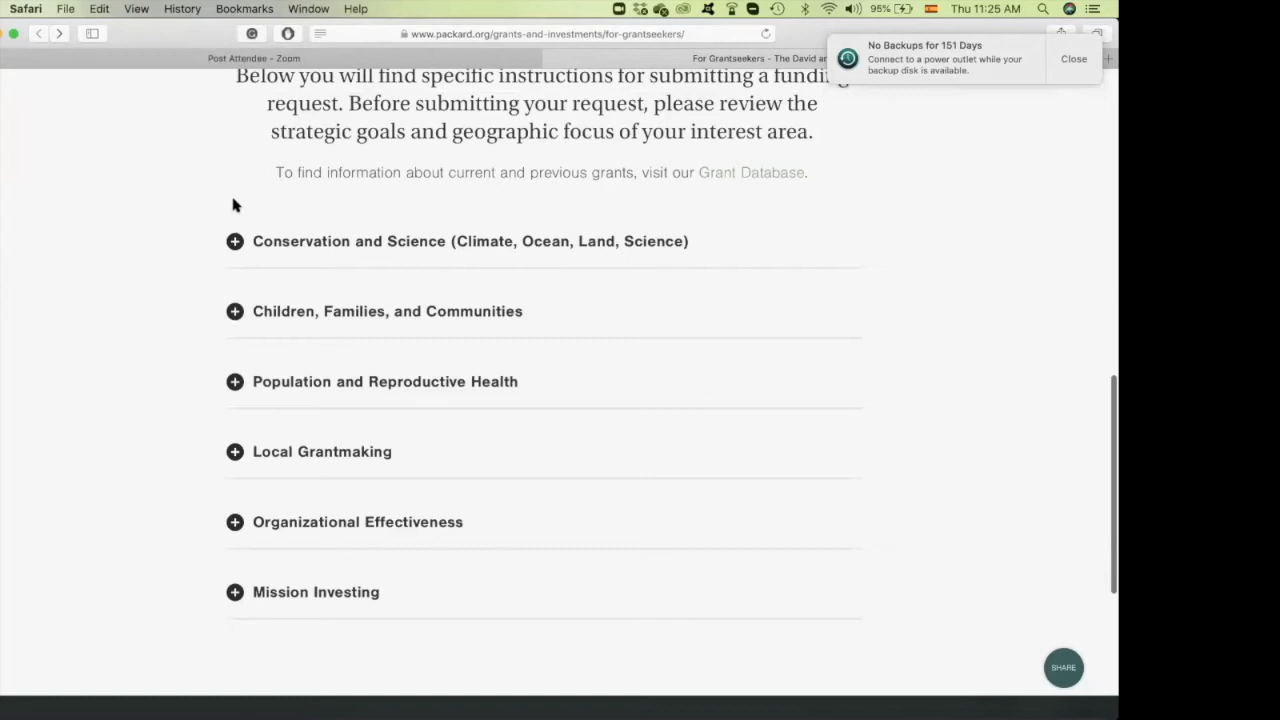 Safari File Edit View History Bookmarks Window Help 95% Thu 11:25 AM
www.packard.org/grants-and-investments/for-grantseekers/
Post Attendee - Zoom
For Grantseekers - The David an
No Backups for 151 Days
Connect to a power outlet while your
backup disk is available.
Close
Below you will find specific instructions for submitting a funding
request. Before submitting your request, please review the
strategic goals and geographic focus of your interest area.
To find information about current and previous grants, visit our Grant Database.
Conservation and Science (Climate, Ocean, Land, Science)
Children, Families, and Communities
Population and Reproductive Health
Local Grantmaking
Organizational Effectiveness
Mission Investing
SHARE